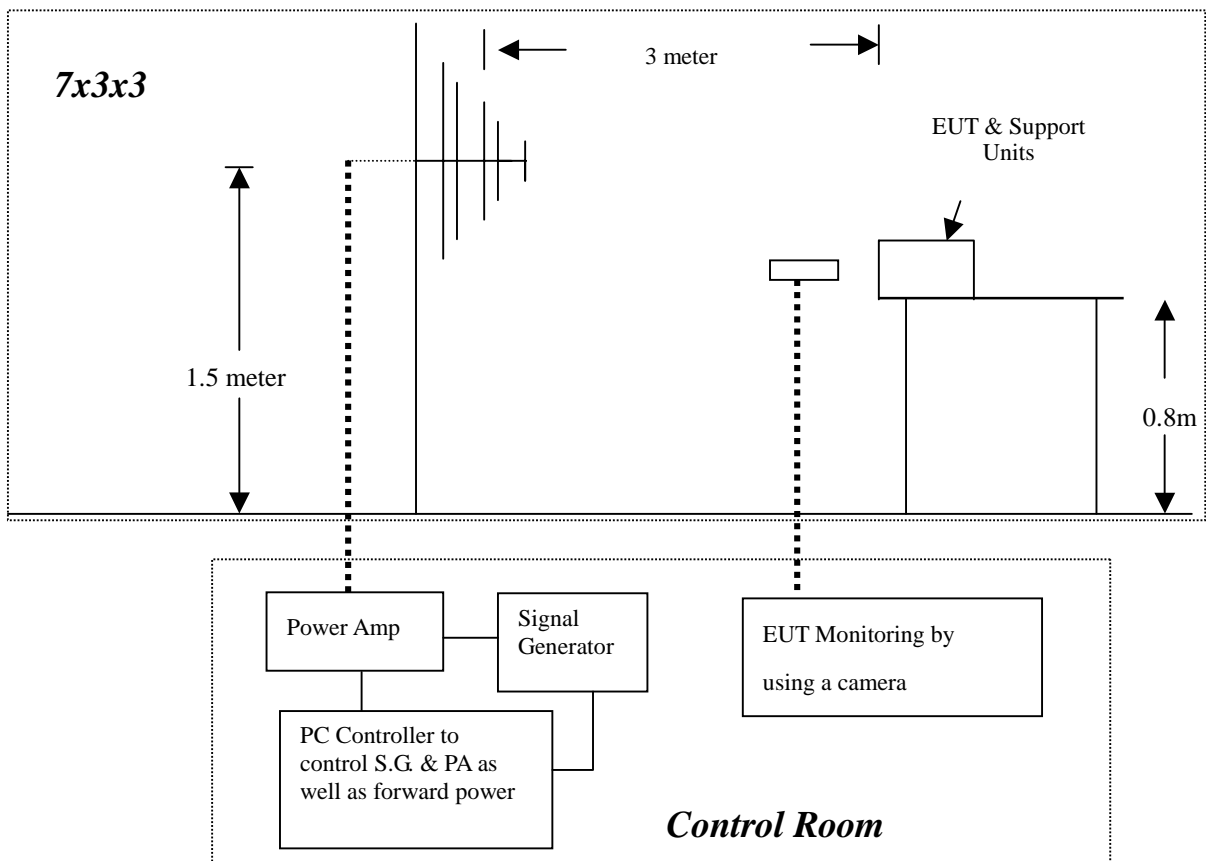 3 meter
7x3x3
EUT & Support
Units
1.5 meter
0.8m
Power Amp
Signal
Generator
EUT Monitoring by
using a camera
PC Controller to
control S.G. & PA as
well as forward power
Control Room